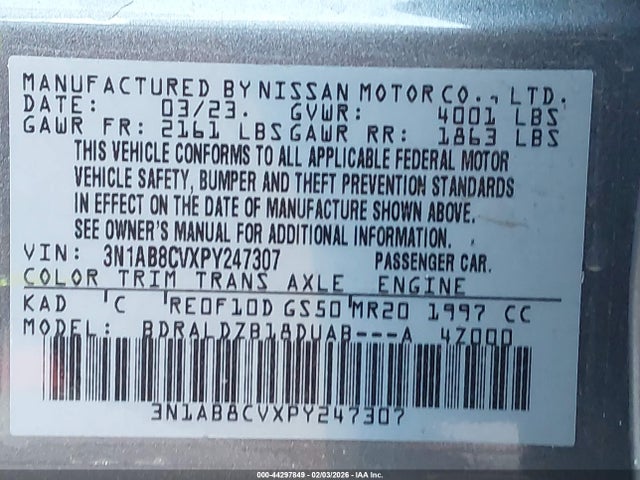 MANUFACTURED BY NISSAN MOTOR CO., LTD.
DATE: 03/23. GVWR: 4001 LBS
GAWR FR: 2161 LBS GAWR RR: 1863 LBS
THIS VEHICLE CONFORMS TO ALL APPLICABLE FEDERAL MOTOR
VEHICLE SAFETY, BUMPER AND THEFT PREVENTION STANDARDS
IN EFFECT ON THE DATE OF MANUFACTURE SHOWN ABOVE.
SEE OWNER'S MANUAL FOR ADDITIONAL INFORMATION.
VIN: 3N1AB8CVXPY247307 PASSENGER CAR.
COLOR TRIM TRANS AXLE ENGINE
KAD C RE0F10D GS50 MR20 1997 CC
MODEL: BDRALDZB18DUAB---A 4Z000
3N1AB8CVXPY247307
000-44297849 - 02/03/2026 - IAA Inc.